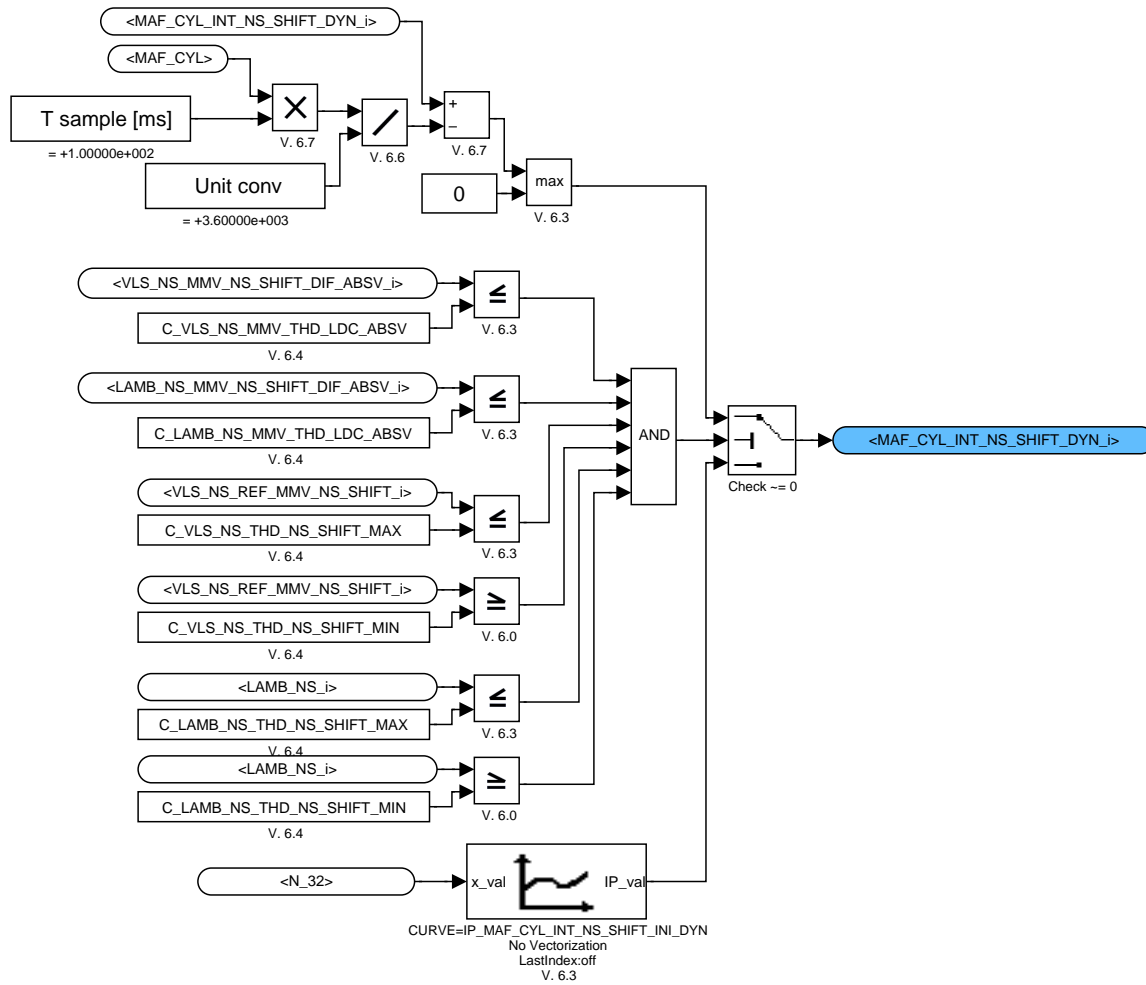 <MAF_CYL_INT_NS_SHIFT_DYN_i>
<MAF_CYL>
T sample [ms]
= +1.00000e+002
V. 6.7
V. 6.6
+
−
V. 6.7
Unit conv
= +3.60000e+003
0
max
V. 6.3
<VLS_NS_MMV_NS_SHIFT_DIF_ABSV_i>
≤
C_VLS_NS_MMV_THD_LDC_ABSV
V. 6.3
V. 6.4
<LAMB_NS_MMV_NS_SHIFT_DIF_ABSV_i>
≤
C_LAMB_NS_MMV_THD_LDC_ABSV
V. 6.3
V. 6.4
AND
Check ~= 0
<MAF_CYL_INT_NS_SHIFT_DYN_i>
<VLS_NS_REF_MMV_NS_SHIFT_i>
≤
C_VLS_NS_THD_NS_SHIFT_MAX
V. 6.3
V. 6.4
<VLS_NS_REF_MMV_NS_SHIFT_i>
≥
C_VLS_NS_THD_NS_SHIFT_MIN
V. 6.0
V. 6.4
<LAMB_NS_i>
≤
C_LAMB_NS_THD_NS_SHIFT_MAX
V. 6.3
V. 6.4
<LAMB_NS_i>
≥
C_LAMB_NS_THD_NS_SHIFT_MIN
V. 6.0
V. 6.4
<N_32>
x_val
IP_val
CURVE=IP_MAF_CYL_INT_NS_SHIFT_INI_DYN
No Vectorization
LastIndex:off
V. 6.3